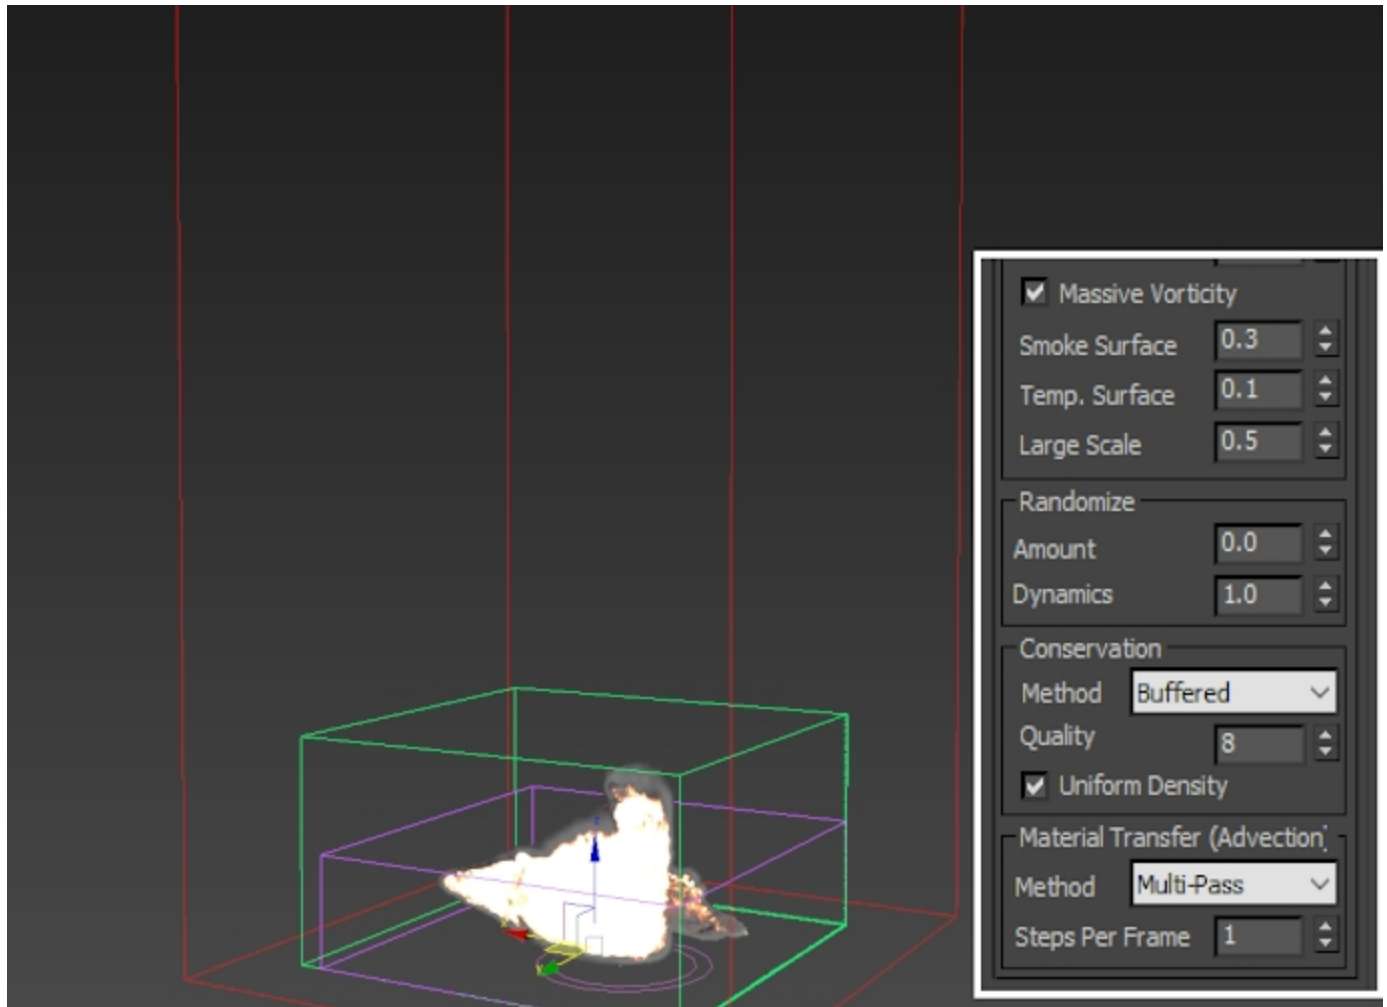 Massive Vorticity
Smoke Surface 0.3
Temp. Surface 0.1
Large Scale 0.5
Randomize
Amount 0.0
Dynamics 1.0
Conservation
Method Buffered
Quality 8
Uniform Density
Material Transfer (Advection)
Method Multi-Pass
Steps Per Frame 1
z
y